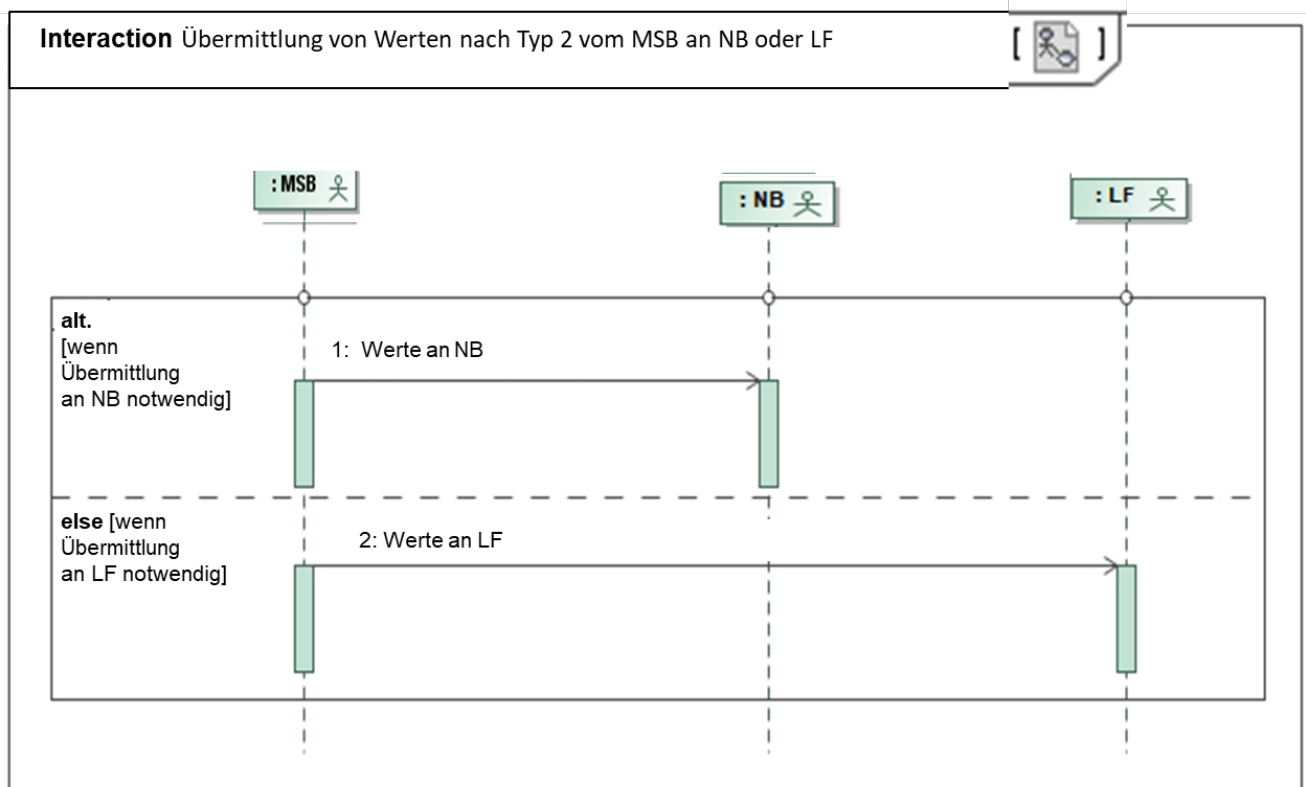 Interaction Übermittlung von Werten nach Typ 2 vom MSB an NB oder LF
[ ]
: MSB
: NB
: LF
alt.
[wenn
Übermittlung
an NB notwendig]
1: Werte an NB
else [wenn
Übermittlung
an LF notwendig]
2: Werte an LF